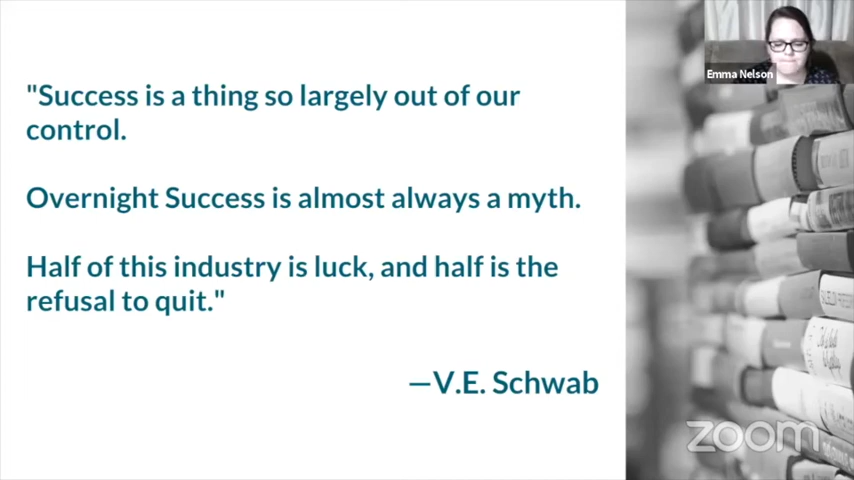 Emma Nelson
"Success is a thing so largely out of our
control.
Overnight Success is almost always a myth.
Half of this industry is luck, and half is the
refusal to quit."
—V.E. Schwab
zoom